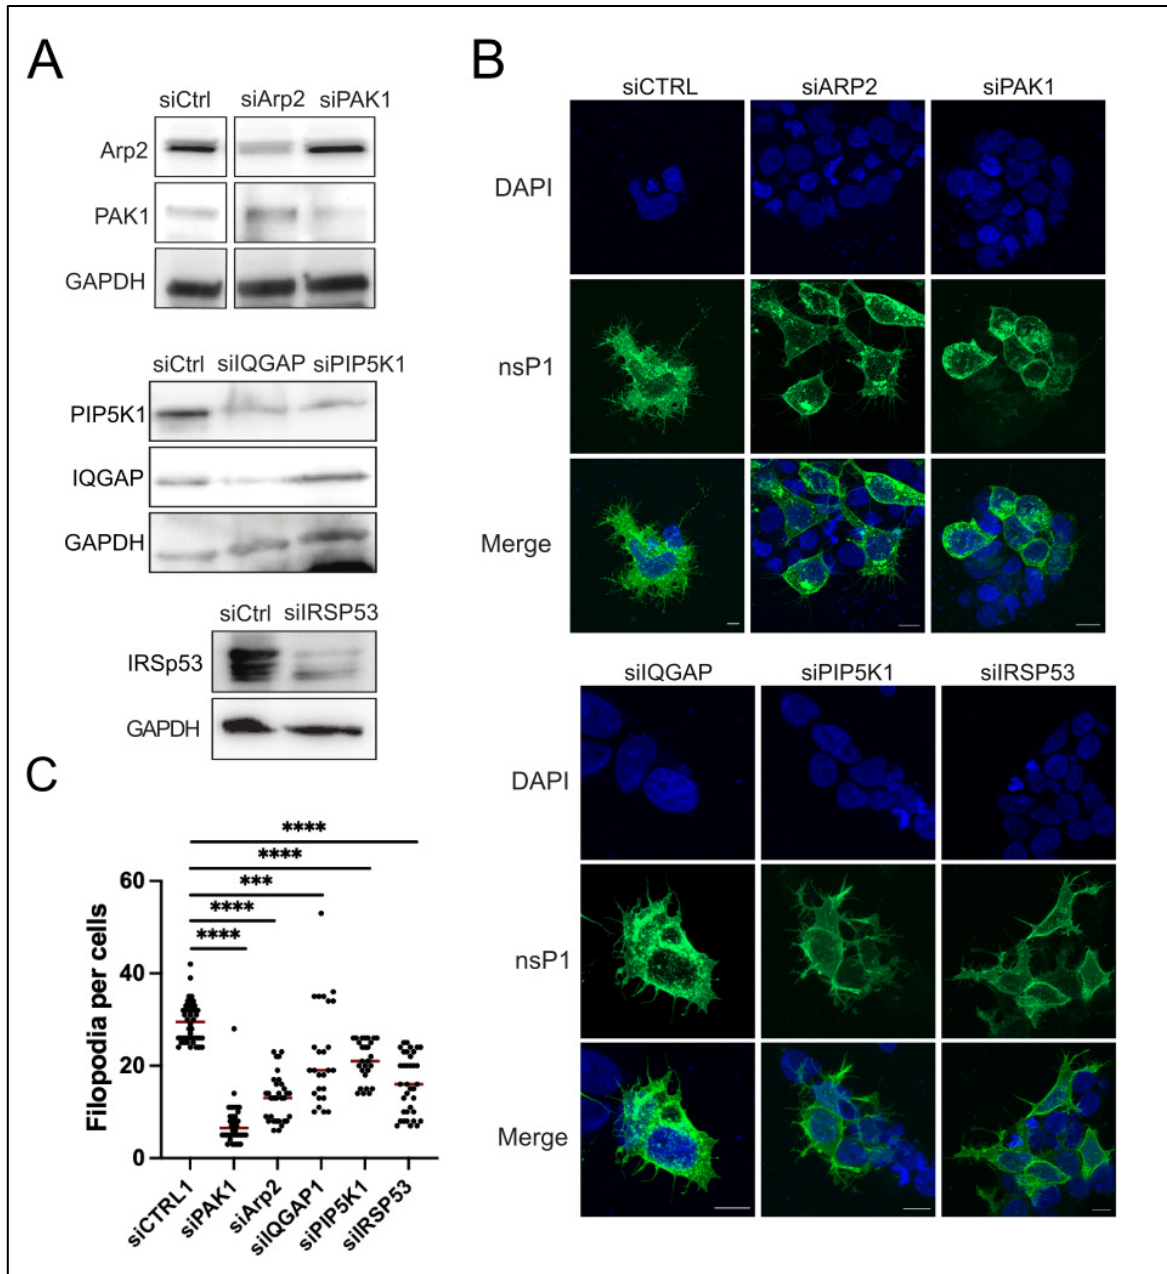 A
siCtrl siArp2 siPAK1
Arp2
PAK1
GAPDH
siCtrl siIQGAP siPIP5K1
PIP5K1
IQGAP
GAPDH
siCtrl siIRSP53
IRSp53
GAPDH
B
siCTRL siARP2 siPAK1
DAPI
nsP1
Merge
siIQGAP siPIP5K1 siIRSP53
DAPI
nsP1
Merge
C
****
****
***
****
****
60
40
20
0
Filopodia per cells
siCTRL1
siPAK1
siArp2
siIQGAP1
siPIP5K1
siIRSP53